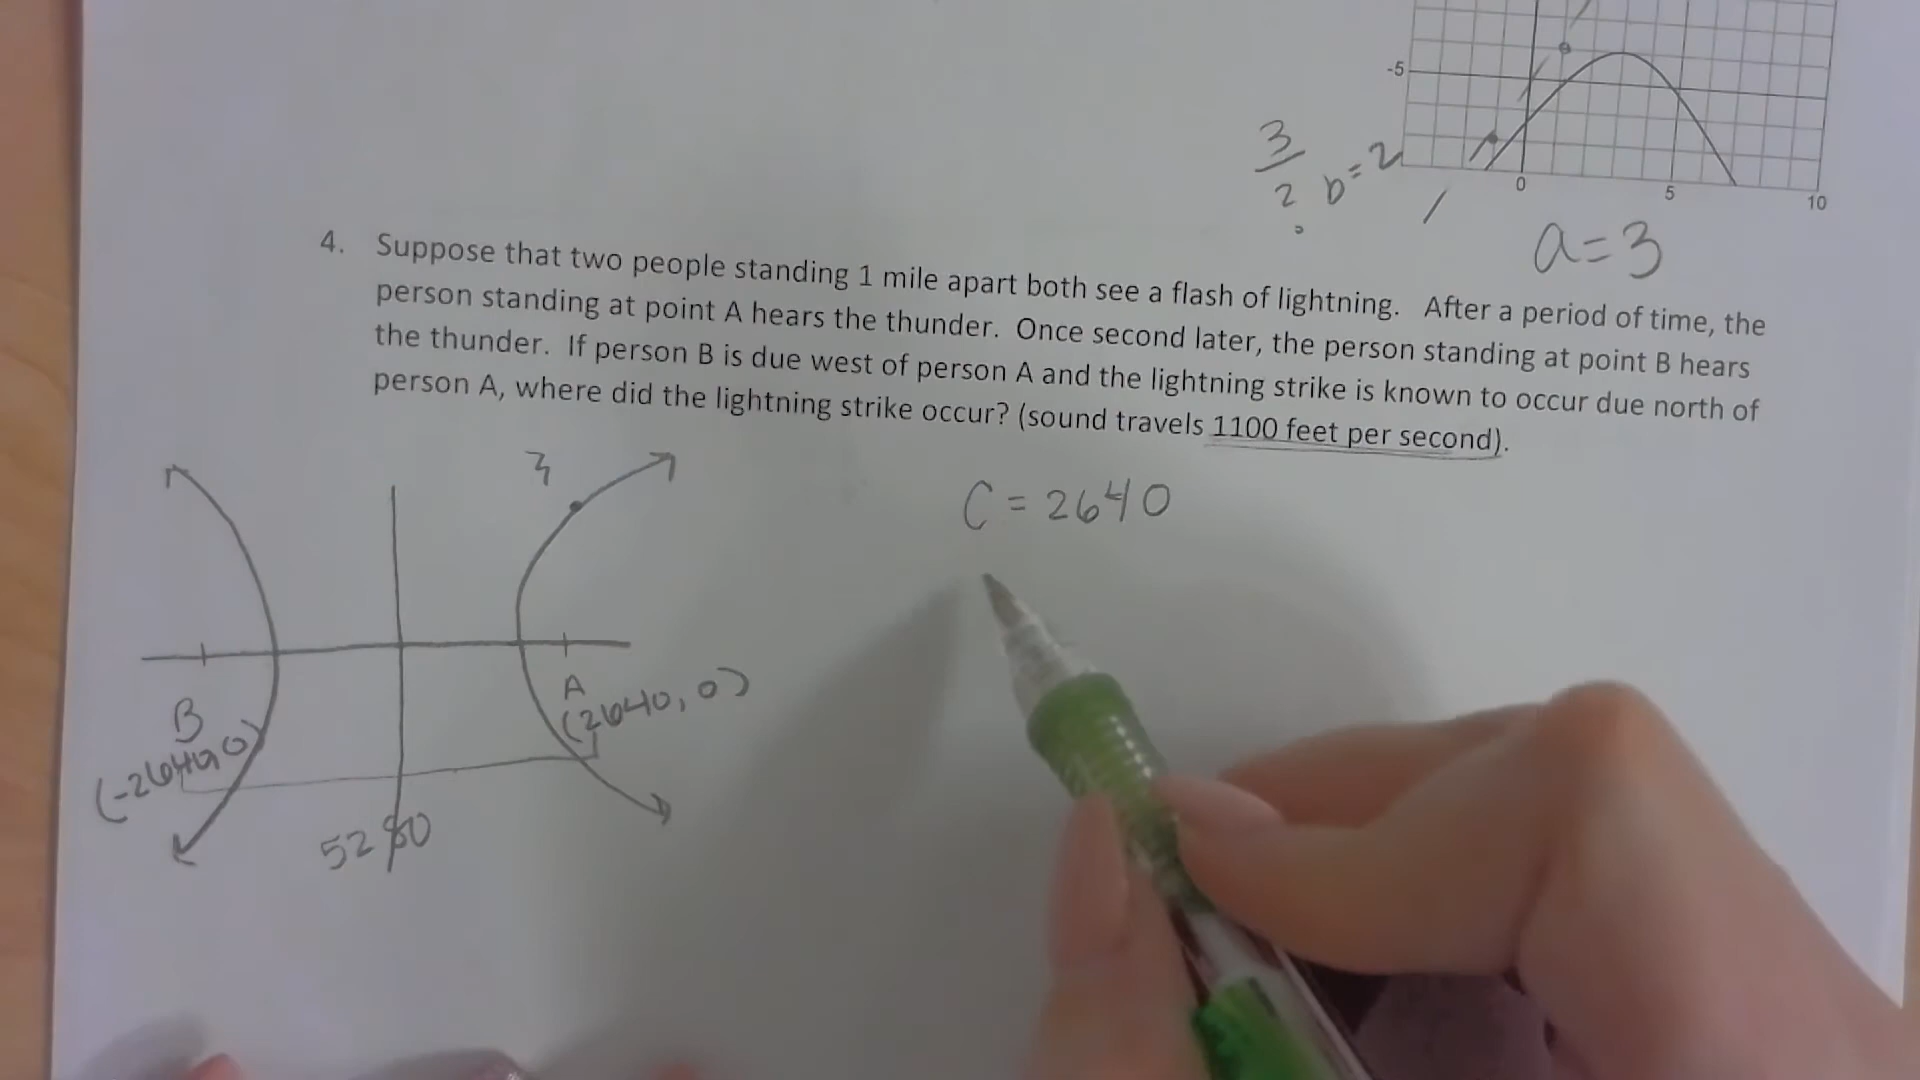 -5
0
5
10
3/2
b=2
a=3
4. Suppose that two people standing 1 mile apart both see a flash of lightning. After a period of time, the
person standing at point A hears the thunder. Once second later, the person standing at point B hears
the thunder. If person B is due west of person A and the lightning strike is known to occur due north of
person A, where did the lightning strike occur? (sound travels 1100 feet per second).
C = 2640
B
(-2640,0)
A
(2640,0)
5280